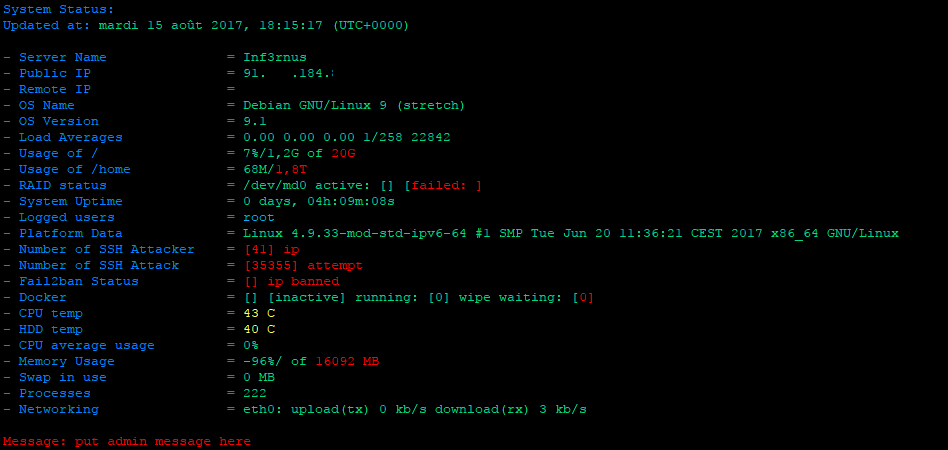 System Status:
Updated at: mardi 15 août 2017, 18:15:17 (UTC+0000)
- Server Name = Inf3rnus
- Public IP = 91. .184.
- Remote IP =
- OS Name = Debian GNU/Linux 9 (stretch)
- OS Version = 9.1
- Load Averages = 0.00 0.00 0.00 1/258 22842
- Usage of / = 7%/1,2G of 20G
- Usage of /home = 68M/1,8T
- RAID status = /dev/md0 active: [] [failed: ]
- System Uptime = 0 days, 04h:09m:08s
- Logged users = root
- Platform Data = Linux 4.9.33-mod-std-ipv6-64 #1 SMP Tue Jun 20 11:36:21 CEST 2017 x86_64 GNU/Linux
- Number of SSH Attacker = [41] ip
- Number of SSH Attack = [35355] attempt
- Fail2ban Status = [] ip banned
- Docker = [] [inactive] running: [0] wipe waiting: [0]
- CPU temp = 43 C
- HDD temp = 40 C
- CPU average usage = 0%
- Memory Usage = -96%/ of 16092 MB
- Swap in use = 0 MB
- Processes = 222
- Networking = eth0: upload(tx) 0 kb/s download(rx) 3 kb/s
Message: put admin message here